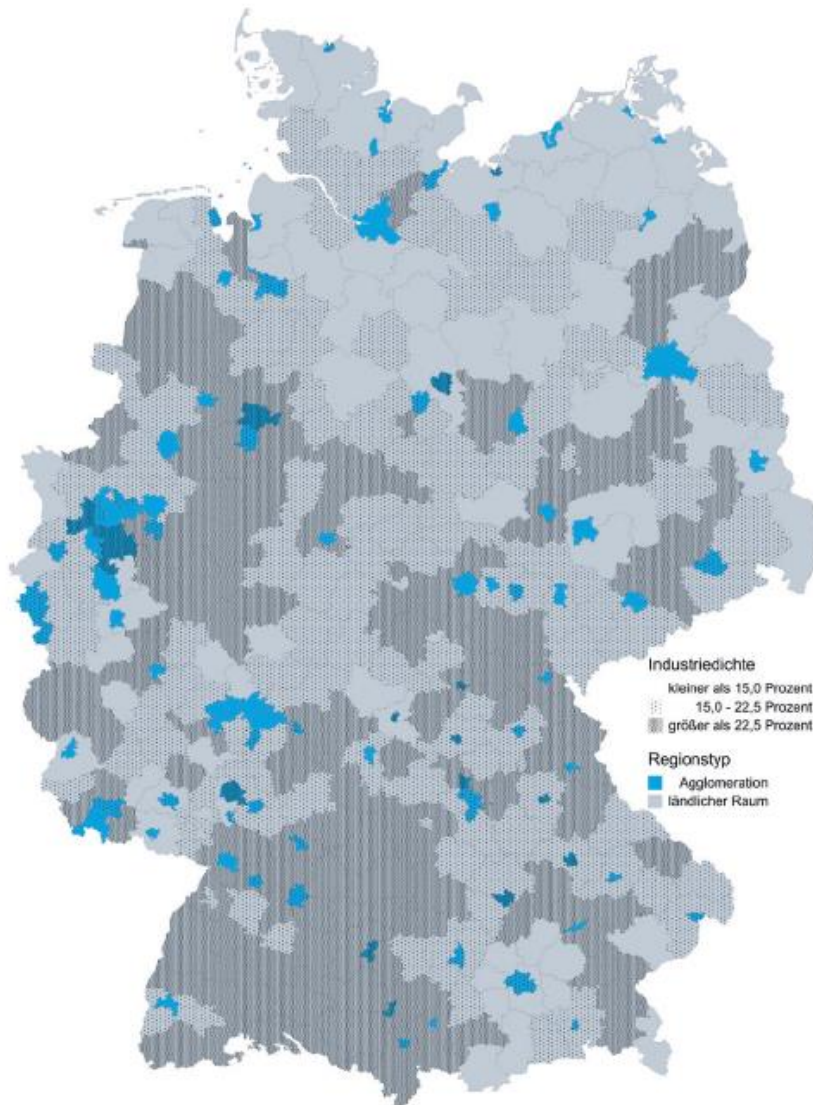 Industriedichte
kleiner als 15,0 Prozent
15,0 - 22,5 Prozent
größer als 22,5 Prozent
Regionstyp
Agglomeration
ländlicher Raum